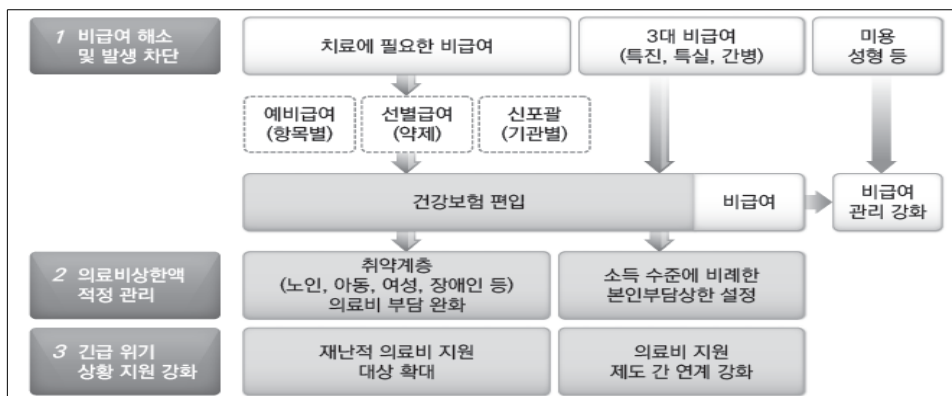 1 비급여 해소
및 발생 차단
치료에 필요한 비급여
3대 비급여
(특진, 특실, 간병)
미용
성형 등
예비급여
(항목별)
선별급여
(약제)
신포괄
(기관별)
건강보험 편입
비급여
비급여
관리 강화
2 의료비상한액
적정 관리
취약계층
(노인, 아동, 여성, 장애인 등)
의료비 부담 완화
소득 수준에 비례한
본인부담상한 설정
3 긴급 위기
상황 지원 강화
재난적 의료비 지원
대상 확대
의료비 지원
제도 간 연계 강화